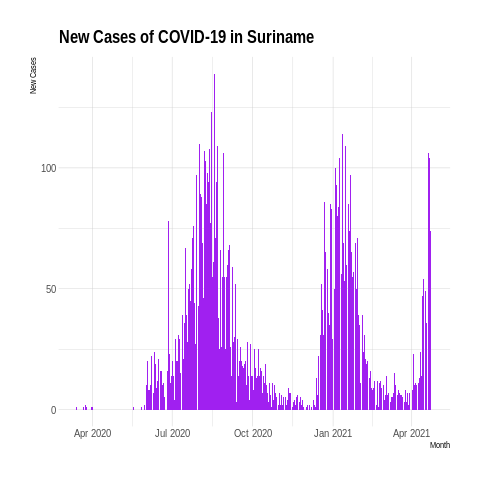 New Cases of COVID-19 in Suriname
New Cases
100
50
0
Apr 2020 Jul 2020 Oct 2020 Jan 2021 Apr 2021
Month